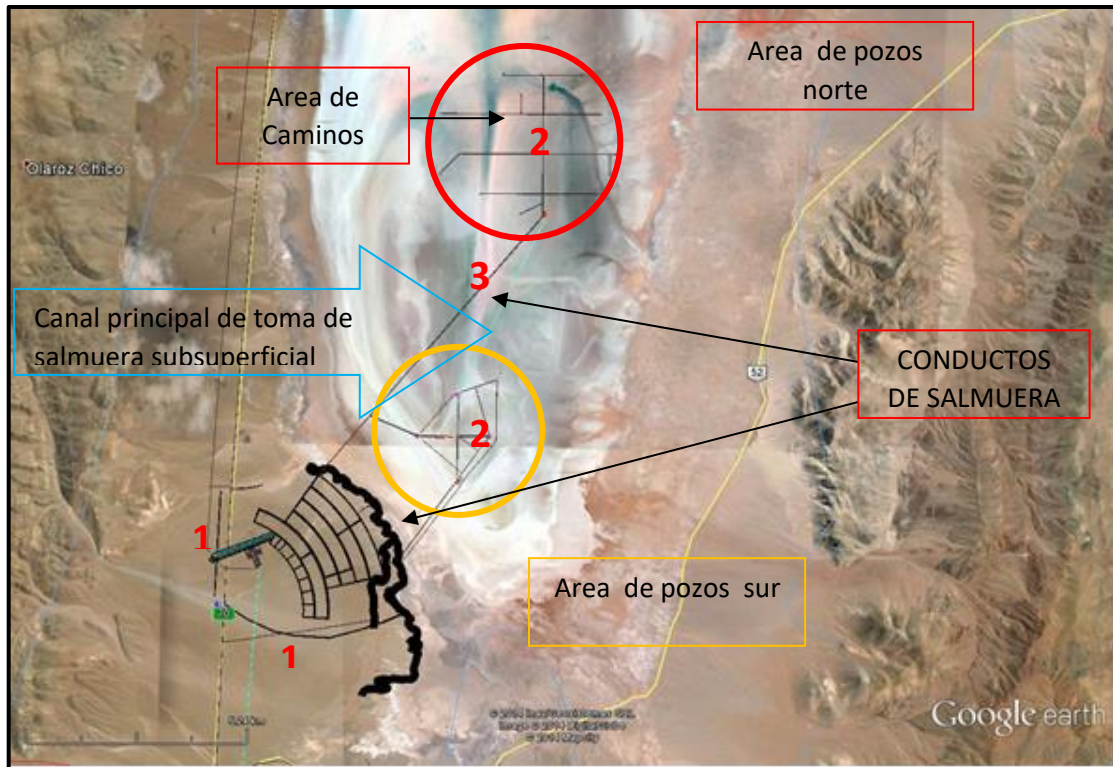 Area de pozos
norte
Area de
Caminos
2
Olaroz Chico
3
Canal principal de toma de
salmuera subsuperficial
CONDUCTOS
DE SALMUERA
52
2
1
Area de pozos sur
70
1
Google earth